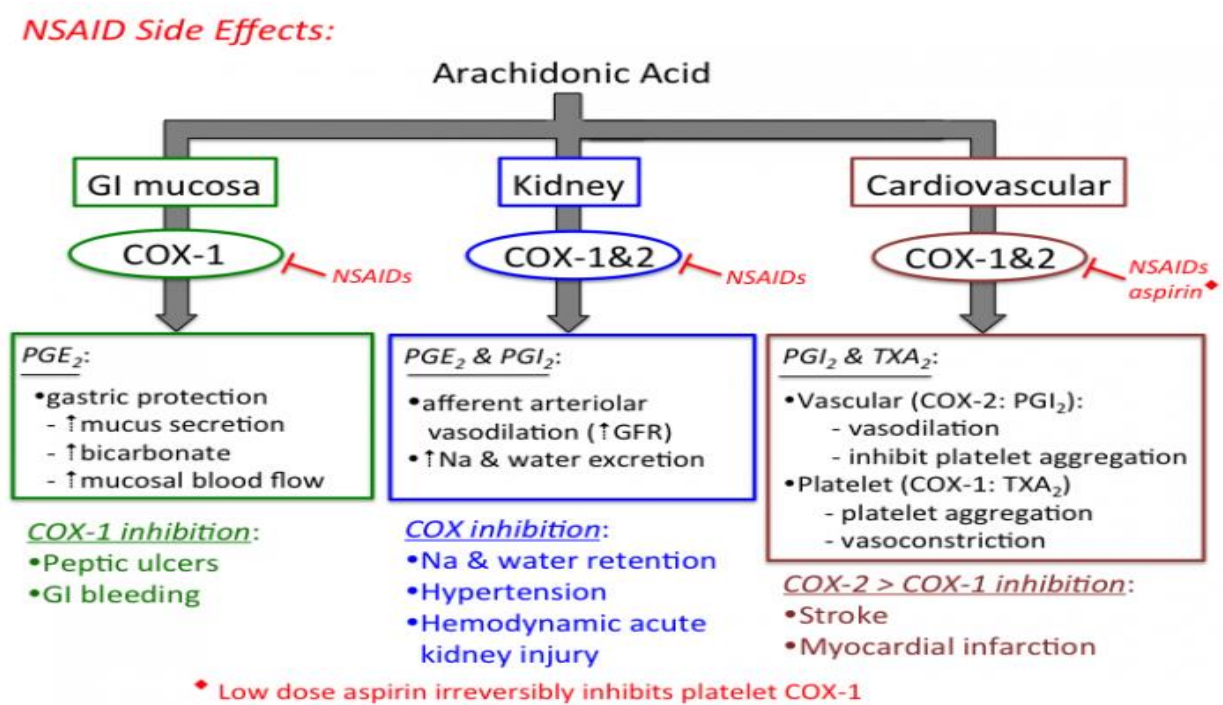 NSAID Side Effects:
Arachidonic Acid
GI mucosa
Kidney
Cardiovascular
COX-1
COX-1&2
COX-1&2
NSAIDs
NSAIDs
NSAIDs
aspirin◆
PGE₂:
•gastric protection
- ↑mucus secretion
- ↑bicarbonate
- ↑mucosal blood flow
COX-1 inhibition:
•Peptic ulcers
•GI bleeding
PGE₂ & PGI₂:
•afferent arteriolar
vasodilation (↑GFR)
•↑Na & water excretion
COX inhibition:
•Na & water retention
•Hypertension
•Hemodynamic acute
kidney injury
PGI₂ & TXA₂:
•Vascular (COX-2: PGI₂):
- vasodilation
- inhibit platelet aggregation
•Platelet (COX-1: TXA₂)
- platelet aggregation
- vasoconstriction
COX-2 > COX-1 inhibition:
•Stroke
•Myocardial infarction
◆ Low dose aspirin irreversibly inhibits platelet COX-1